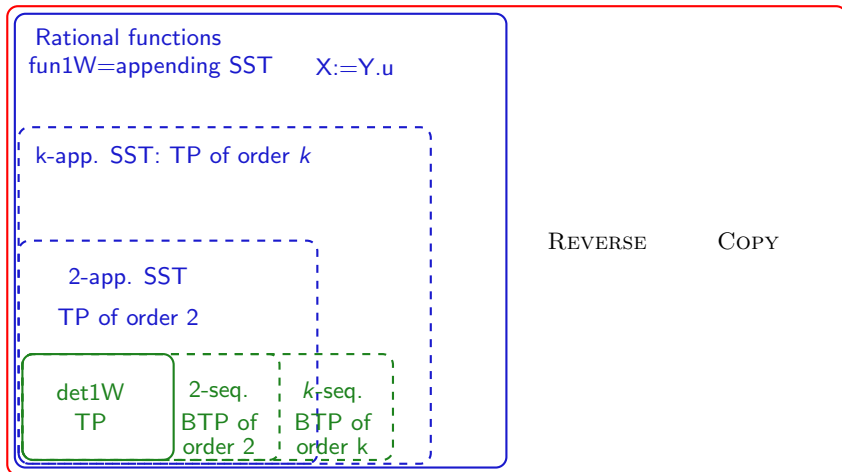 Rational functions
fun1W=appending SST X:=Y.u
k-app. SST: TP of order k
REVERSE COPY
2-app. SST
TP of order 2
det1W 2-seq. k-seq.
TP BTP of BTP of
order 2 order k